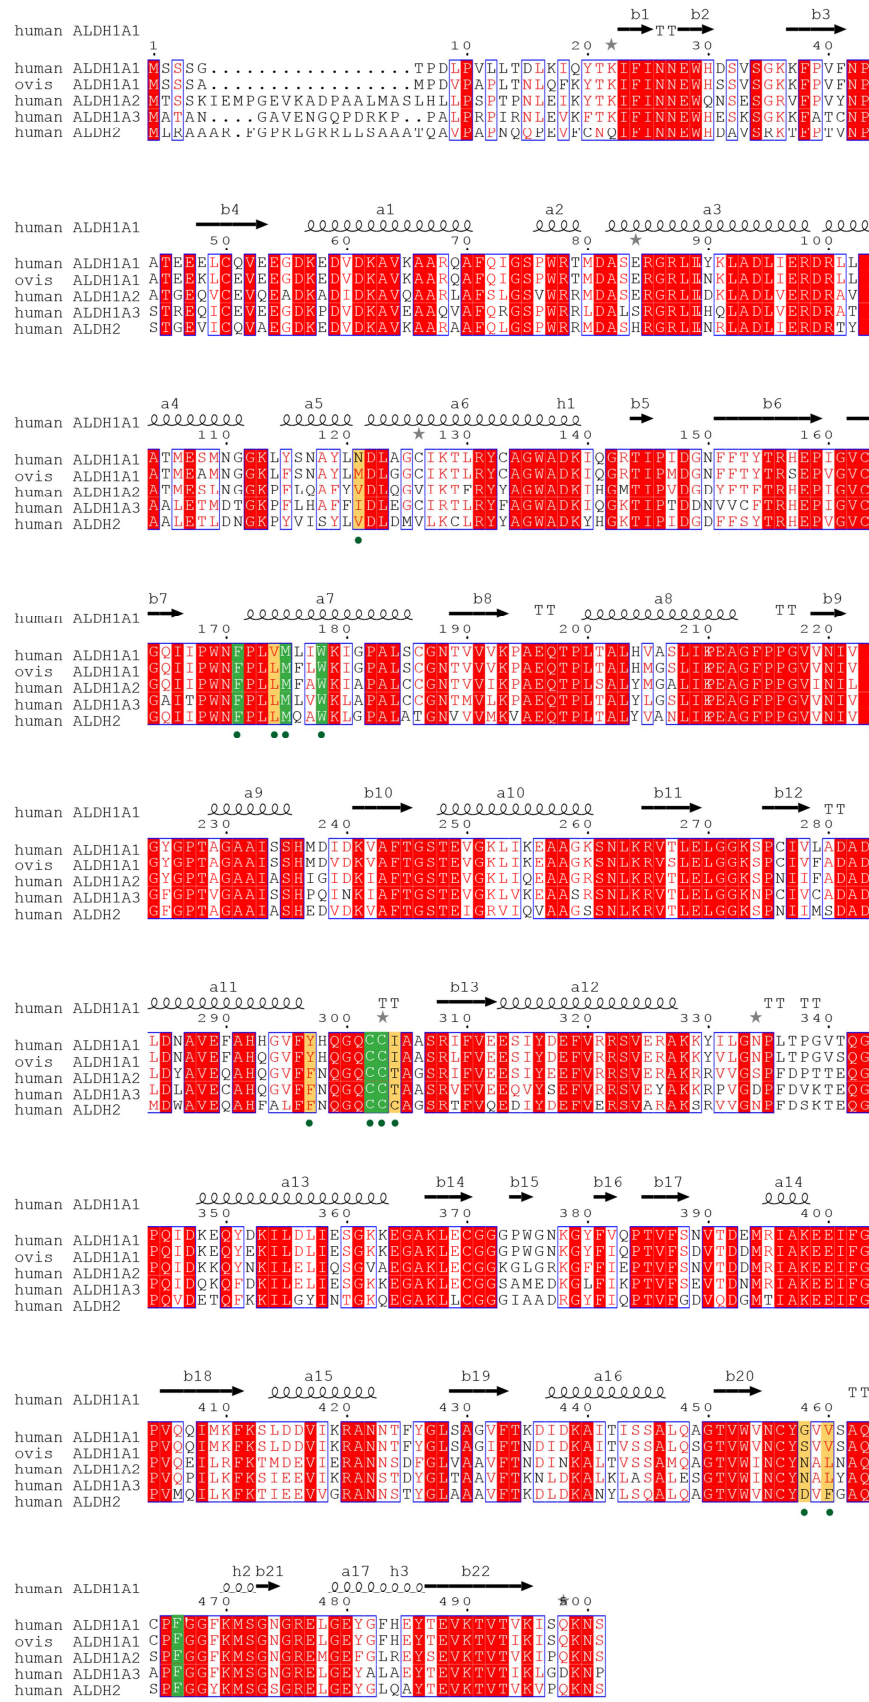 b1 TT b2 b3
human ALDH1A1
1 10 20 30 40
human ALDH1A1 MSSSG.................TPDLPVLLTDLKIQYTKIFINNEWHDSVSGKKFPVFNP
ovis ALDH1A1 MSSSA.................MPDVPAPLTNLQFKYTKIFINNEWHSSVSGKKFPVFNP
human ALDH1A2 MTSSKIEMPGEVKADPAALMASLHLLPSPTPNLEIKYTKIFINNEWQNSESGRVFPVYNP
human ALDH1A3 MATAN...GAVENGQPDRKP..PALPRPIRNLEVKFTKIFINNEWHESKSGKKFATCNP
human ALDH2 MLRAAAR.FGPRLGRRLLSAAATQAVPAPNQQPEVFCNQIFINNEWHDAVSRKTFPTVNP
b4 a1 a2 a3
human ALDH1A1
50 60 70 80 90 100
human ALDH1A1 ATEEELCQVEEGDKEDVDKAVKAARQAFQIGSPWRTMDASERGRLLYKLADLIERDRLL
ovis ALDH1A1 ATEEKLCEVEEGDKEDVDKAVKAARQAFQIGSPWRTMDASERGRLLNKLADLIERDRLL
human ALDH1A2 ATGEQVCEVQEADKADIDKAVQAARLAFSLGSVWRRMDASERGRLLDKLADLVERDRAV
human ALDH1A3 STREQICEVEEGDKPDVDKAVEAAQVAFQRGSPWRRLDALSRGRLLHQLADLVERDRAT
human ALDH2 STGEVICQVAEGDKEDVDKAVKAARAAFQLGSPWRRMDASHRGRLLNRLADLIERDRTY
a4 a5 a6 h1 b5 b6
human ALDH1A1
110 120 130 140 150 160
human ALDH1A1 ATMESMNGGKLYSNAYLNDLAGCIKTLRYCAGWADKIQGRTIPIDGNFFTYTRHEPIGVC
ovis ALDH1A1 ATMEAMNGGKLFSNAYLMDLGGCIKTLRYCAGWADKIQGRTIPMDGNFFTYTRSEPVGVC
human ALDH1A2 ATMESLNGGKPFLQAFYVDLQGVIKTFRYYAGWADKIHGMTIPVDGDYFTFTRHEPIGVC
human ALDH1A3 AALETMDTGKPFLHAFFIDLEGCIRTLRYFAGWADKIQGKTIPTDDNVVCFTRHEPIGVC
human ALDH2 AALETLDNGKPYVISYLVDLDMVLKCLRYYAGWADKYHGKTIPIDGDFFSYTRHEPVGVC
b7 a7 b8 TT a8 TT b9
human ALDH1A1
170 180 190 200 210 220
human ALDH1A1 GQIIPWNFPLVMLIWKIGPALSCGNTVVVKPAEQTPLTALHVASLIKEAGFPPGVVNIV
ovis ALDH1A1 GQIIPWNFPLLMFLWKIGPALSCGNTVVVKPAEQTPLTALHMGSLIKEAGFPPGVVNIV
human ALDH1A2 GQIIPWNFPLLMFAWKIAPALCCGNTVVIKPAEQTPLSALYMGALIKEAGFPPGVINIL
human ALDH1A3 GAITPWNFPLLMLVWKLAPALCCGNTMVLKPAEQTPLTALYLGSLIKEAGFPPGVVNIV
human ALDH2 GQIIPWNFPLLMQAWKLGPALATGNVVVMKVAEQTPLTALYVANLIKEAGFPPGVVNIV
a9 b10 a10 b11 b12 TT
human ALDH1A1
230 240 250 260 270 280
human ALDH1A1 GYGPTAGAAISSHMDIDKVAFTGSTEVGKLIKEAAGKSNLKRVTLELGGKSPCIVLADAD
ovis ALDH1A1 GYGPTAGAAISSHMDVDKVAFTGSTEVGKLIKEAAGKSNLKRVSLELGGKSPCIVFADAD
human ALDH1A2 GYGPTAGAAIASHIGIDKIAFTGSTEVGKLIQEAAGRSNLKRVTLELGGKSPNIIFADAD
human ALDH1A3 GFGPTVGAAISSHPQINKIAFTGSTEVGKLVKEAASRSNLKRVTLELGGKNPCIVCADAD
human ALDH2 GFGPTAGAAIASHEDVDKVAFTGSTEIGRVIQVAAGSSNLKRVTLELGGKSPNIIMSDAD
a11 TT b13 a12 TT TT
human ALDH1A1
290 300 310 320 330 340
human ALDH1A1 LDNAVEFAHHGVFYHQGQCCIAASRIFVEESIYDEFVRRSVERAKKYILGNPLTPGVTQG
ovis ALDH1A1 LDNAVEFAHQGVFYHQGQCCIAASRLFVEESIYDEFVRRSVERAKKYVLGNPLTPGVSQG
human ALDH1A2 LDYAVEQAHQGVFFNQGQCCTAGSRIFVEESIYEEFVRRSVERAKRRVVGSPFDPTTEQG
human ALDH1A3 LDLAVECAHQGVFFNQGQCCTAASRVFVEEQVYSEFVRRSVEYAKKRPVGDPFDVKTEQG
human ALDH2 MDWAVEQAHFALFFNQGQCCCAGSRTFVQEDIYDEFVERSVARAKSRVVGNPFDSKTEQG
a13 b14 b15 b16 b17 a14
human ALDH1A1
350 360 370 380 390 400
human ALDH1A1 PQIDKEQYDKILDLIESGKKEGAKLECGGGPWGNKGYFVQPTVFSNVTDEMRIAKEEIFG
ovis ALDH1A1 PQIDKEQYEKILDLIESGKKEGAKLECGGGPWGNKGYFIQPTVFSDVTDDMRIAKEEIFG
human ALDH1A2 PQIDKKQYNKILELIQSGVAEGAKLECGGKGLGRKGFFIEPTVFSNVTDDMRIAKEEIFG
human ALDH1A3 PQIDQKQFDKILELIESGKKEGAKLECGGSAMEDKGLFIKPTVFSEVTDNMRIAKEEIFG
human ALDH2 PQVDETQFKKILGYINTGKQEGAKLLCGGGIAADRGYFIQPTVFGDVQDGMTIAKEEIFG
b18 a15 b19 a16 b20 TT
human ALDH1A1
410 420 430 440 450 460
human ALDH1A1 PVQQIMKFKSLDDVIKRANNTFYGLSAGVFTKDIDKAITISSALQAGTVWVNCYGVVSAQ
ovis ALDH1A1 PVQQIMKFKSLDDVIKRANNTFYGLSAGIFTNDIDKAITVSSALQSGTVWVNCYSVVSAQ
human ALDH1A2 PVQEILRFKTMDEVIERANNSDFGLVAAVFTNDINKALTVSSAMQAGTVWINCYNALNAQ
human ALDH1A3 PVQPILKFKSIEEVIKRANSTDYGLTAAVFTKNLDKALKLASALESGTVWINCYNALYAQ
human ALDH2 PVMQILKFKTIEEVVGRANNSTYGLAAAVFTKDLDKANYLSQALQAGTVWVNCYDVFGAQ
h2 b21 a17 h3 b22
human ALDH1A1
470 480 490 500
human ALDH1A1 CPFGGFKMSGNGRELGEYGFHEYTEVKTVTVKISQKNS
ovis ALDH1A1 CPFGGFKMSGNGRELGEYGFHEYTEVKTVTIKISQKNS
human ALDH1A2 SPFGGFKMSGNGREMGEFGLREYSEVKTVTVKIPQKNS
human ALDH1A3 APFGGFKMSGNGRELGEYALAEYTEVKTVTIKLGDKNP
human ALDH2 SPFGGYKMSGSGRELGEYGLQAYTEVKTVTVKVPQKNS